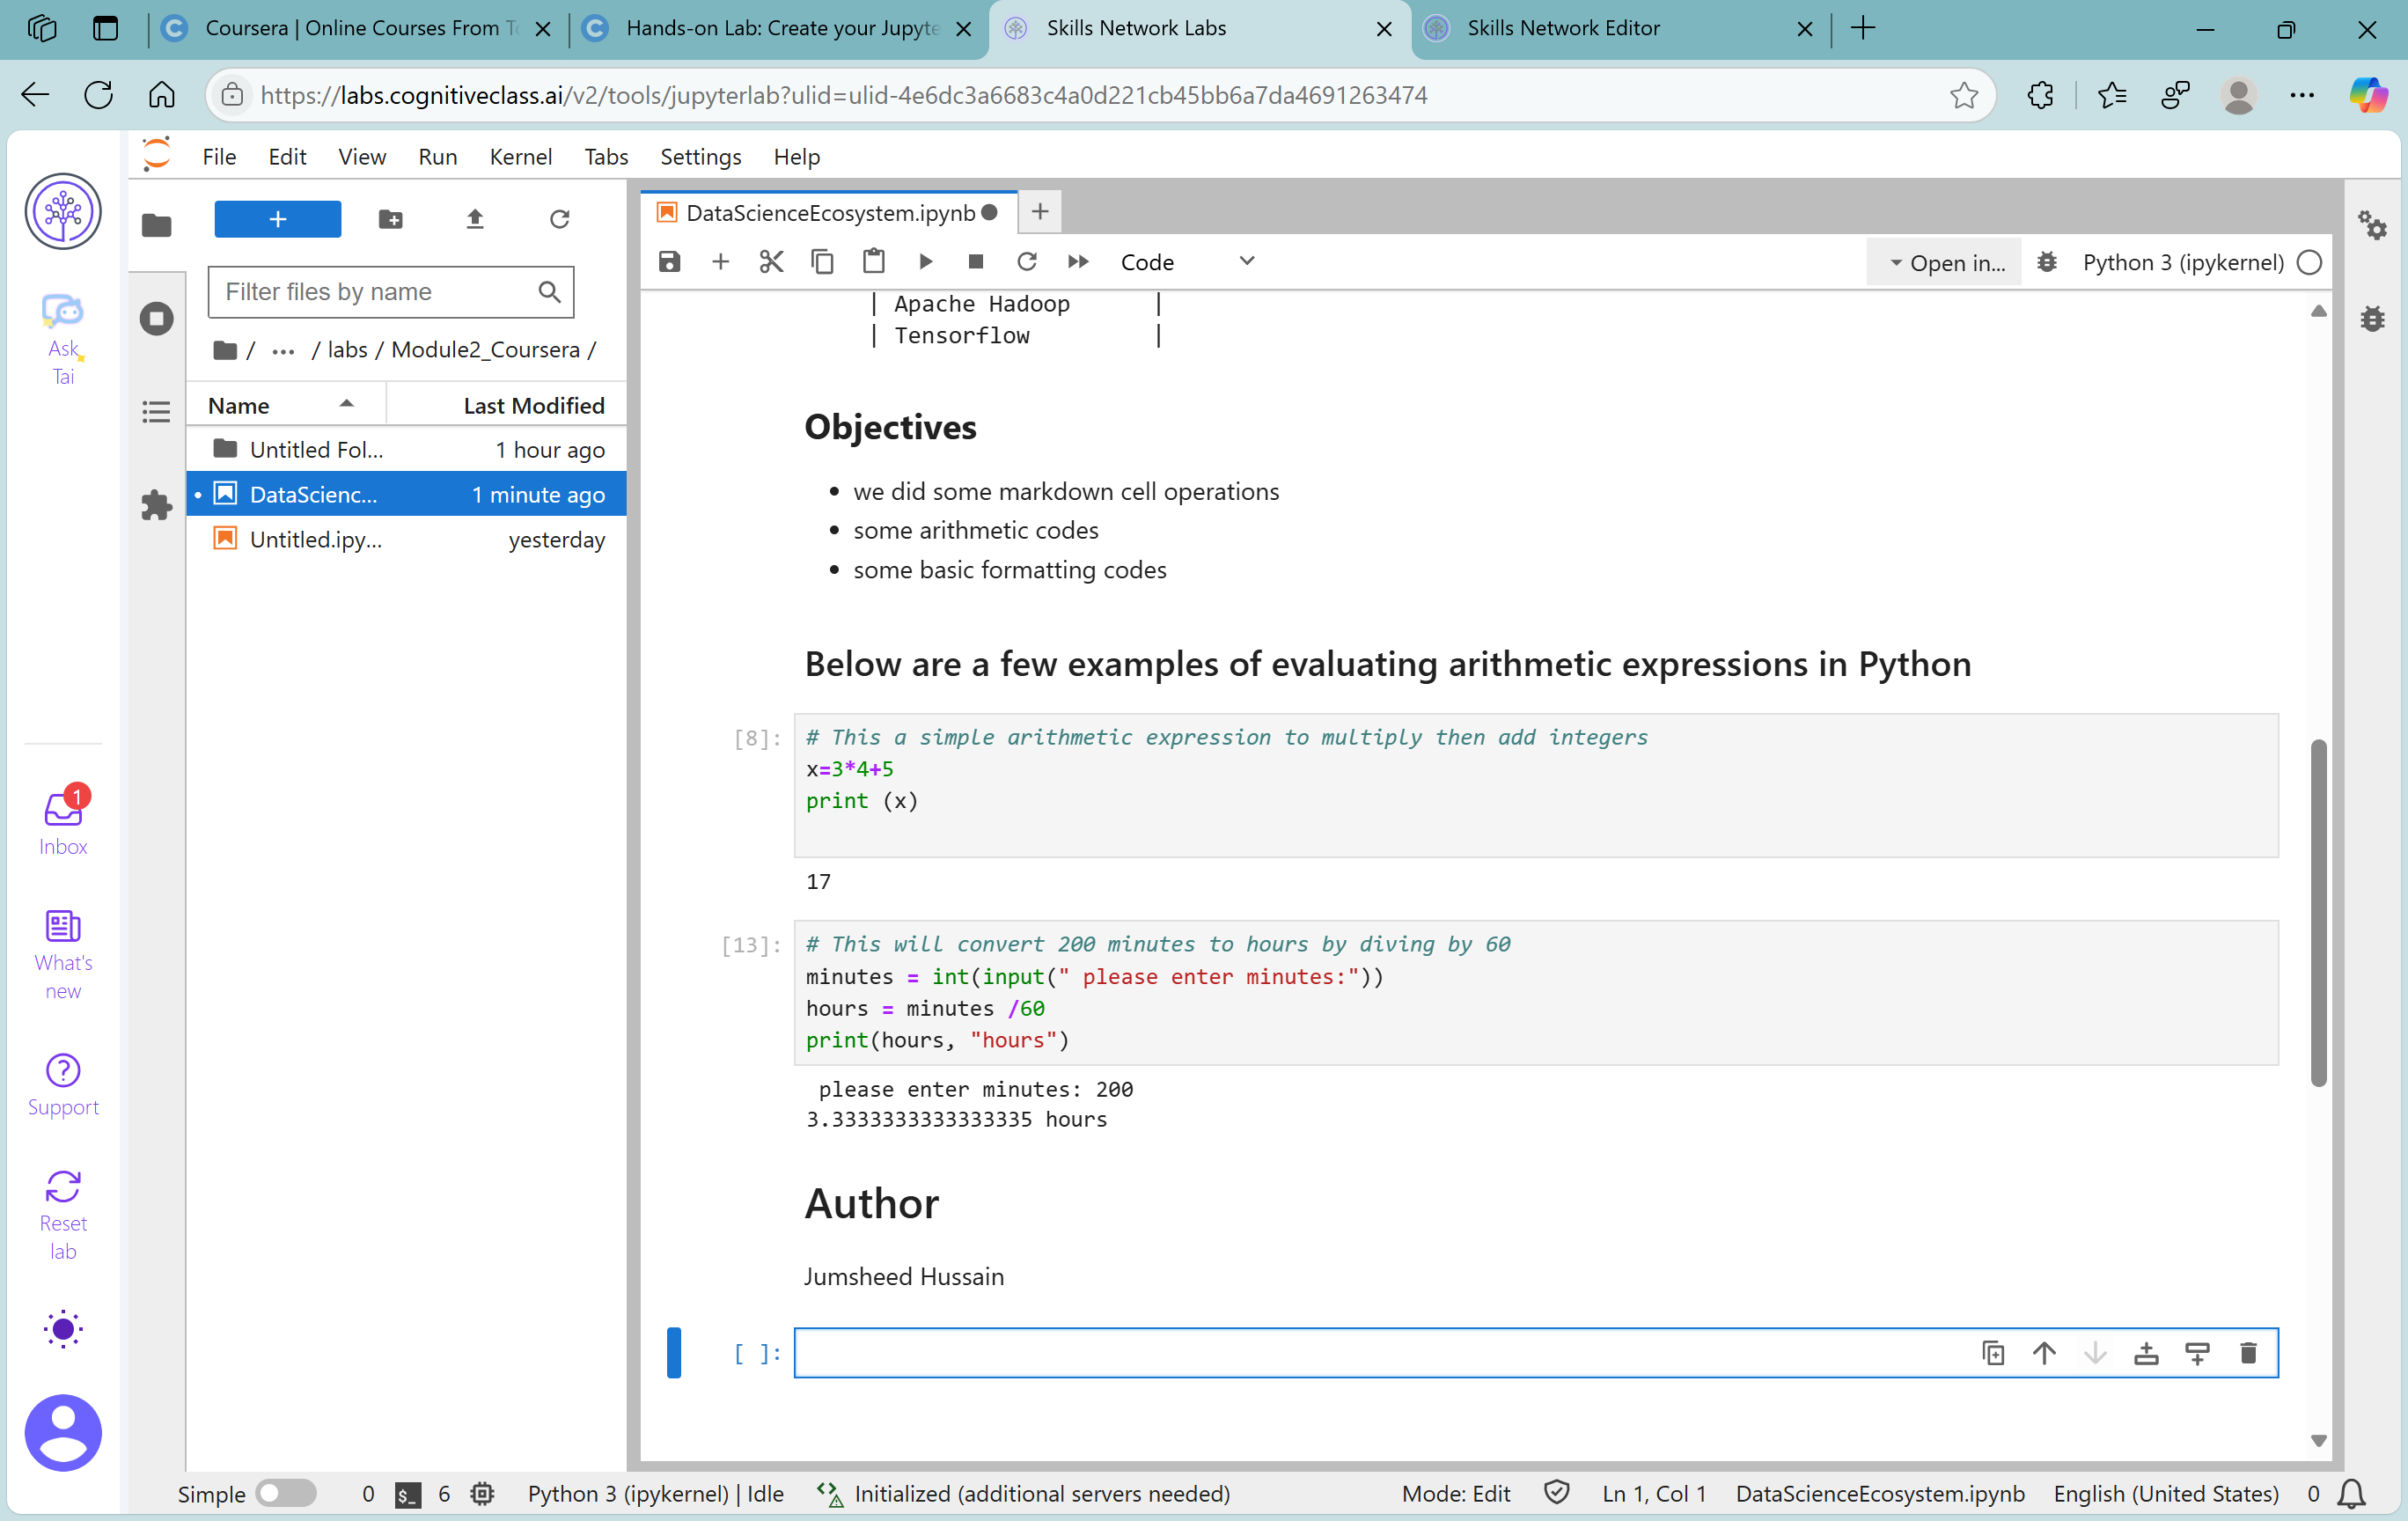 Coursera | Online Courses From To
Hands-on Lab: Create your Jupyte
Skills Network Labs
Skills Network Editor
https://labs.cognitiveclass.ai/v2/tools/jupyterlab?ulid=ulid-4e6dc3a6683c4a0d221cb45bb6a7da4691263474
File Edit View Run Kernel Tabs Settings Help
Ask
Tai
Inbox
1
What's
new
Support
Reset
lab
Filter files by name
/ ... / labs / Module2_Coursera /
Name Last Modified
Untitled Fol... 1 hour ago
DataScienc... 1 minute ago
Untitled.ipy... yesterday
DataScienceEcosystem.ipynb
Code
Open in...
Python 3 (ipykernel)
| Apache Hadoop |
| Tensorflow |
Objectives
• we did some markdown cell operations
• some arithmetic codes
• some basic formatting codes
Below are a few examples of evaluating arithmetic expressions in Python
[8]: # This a simple arithmetic expression to multiply then add integers
x=3*4+5
print (x)
17
[13]: # This will convert 200 minutes to hours by diving by 60
minutes = int(input(" please enter minutes:"))
hours = minutes /60
print(hours, "hours")
please enter minutes: 200
3.3333333333333335 hours
Author
Jumsheed Hussain
[ ]:
Simple 0 $_ 6 Python 3 (ipykernel) | Idle Initialized (additional servers needed) Mode: Edit Ln 1, Col 1 DataScienceEcosystem.ipynb English (United States) 0